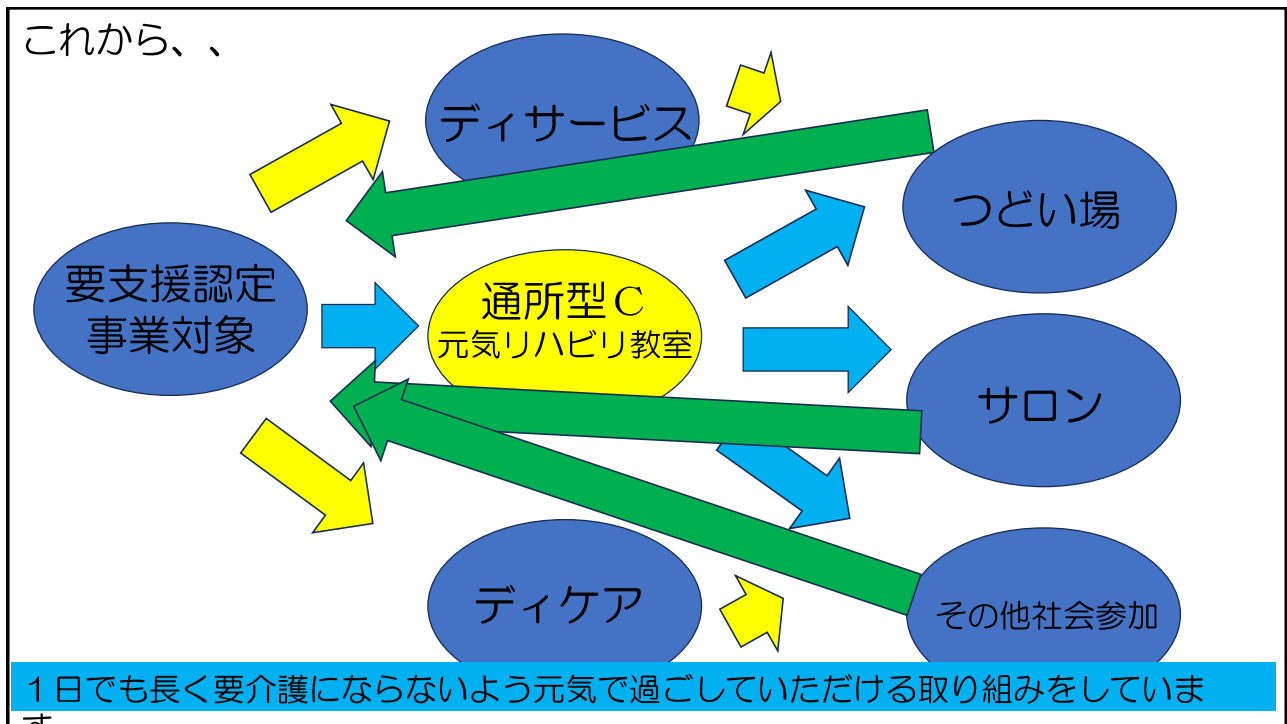 これから、、
ディサービス
つどい場
要支援認定
事業対象
通所型Ｃ
元気リハビリ教室
サロン
ディケア
その他社会参加
１日でも長く要介護にならないよう元気で過ごしていただける取り組みをしていま
す